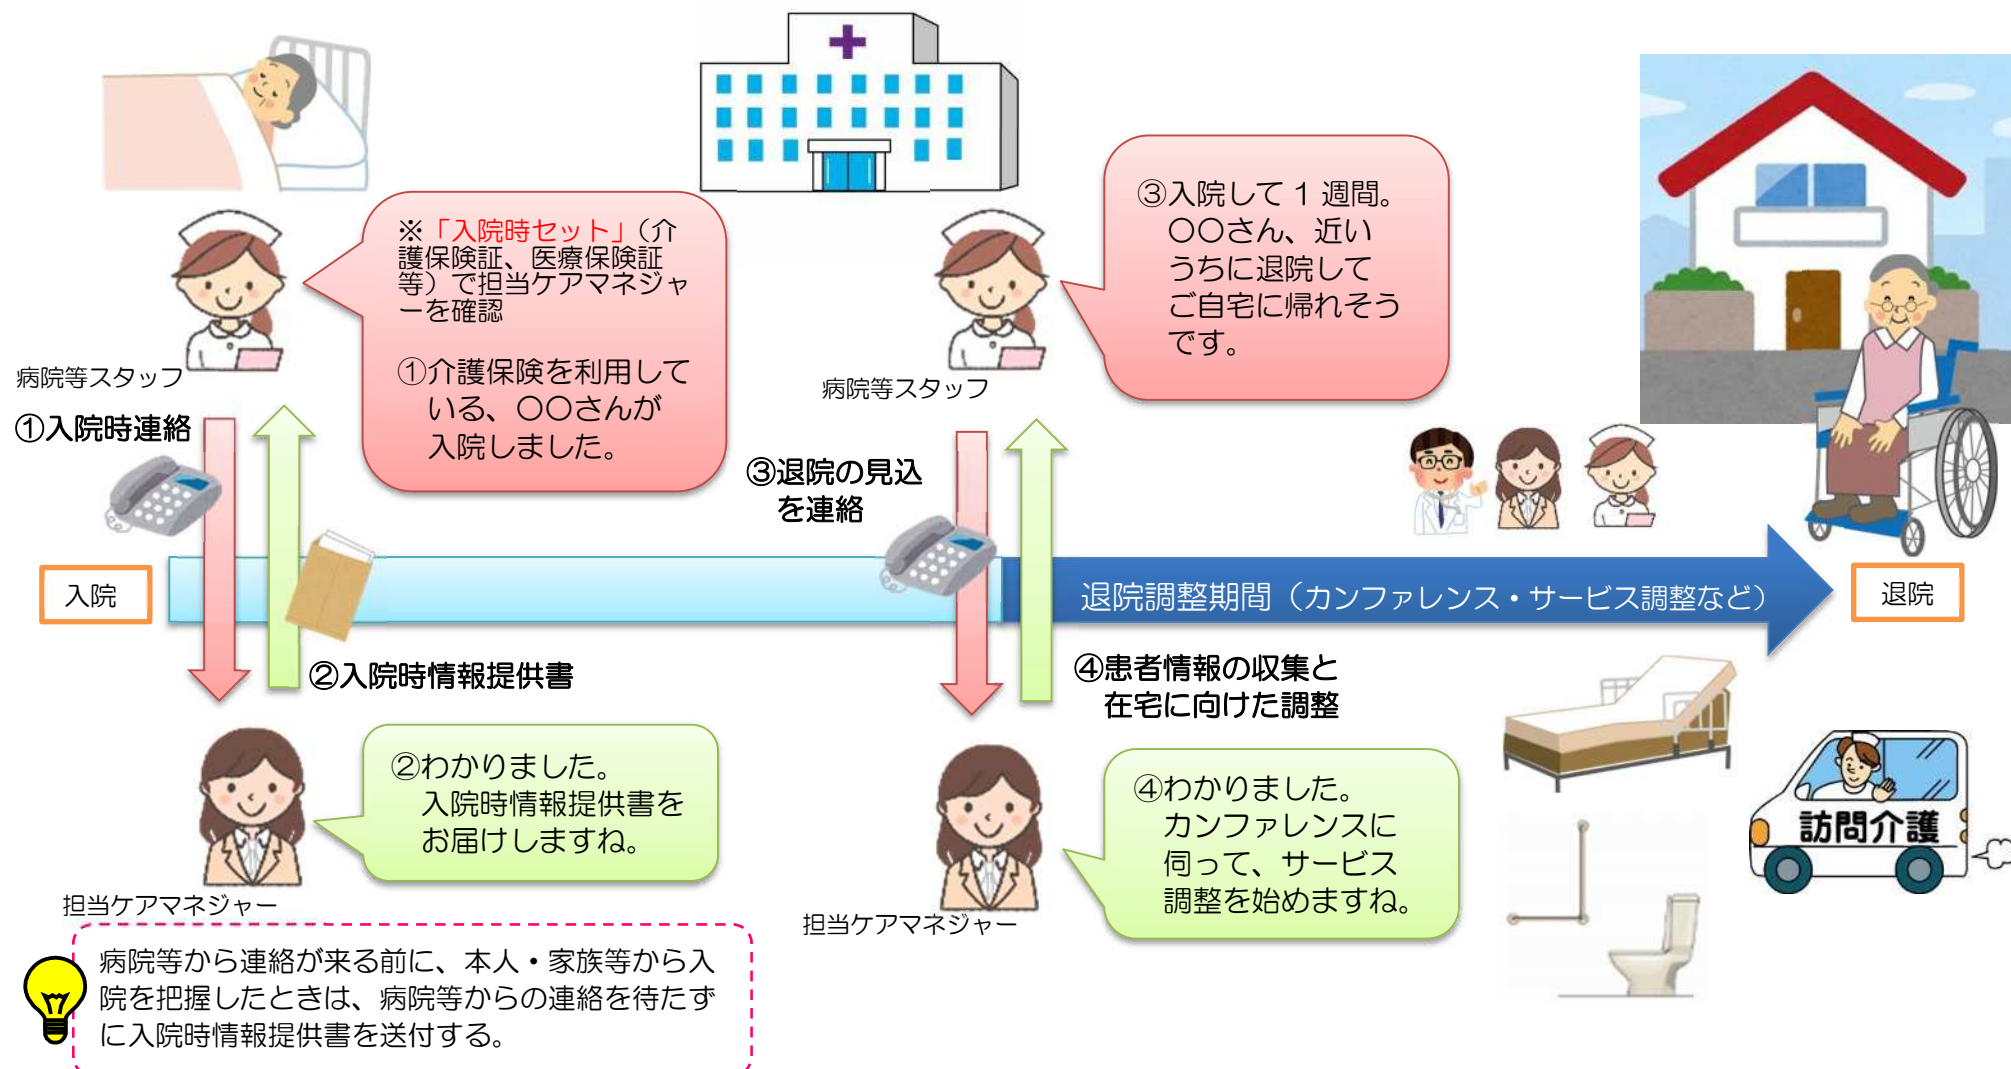 ※「入院時セット」（介
護保険証、医療保険証
等）で担当ケアマネジャ
ーを確認
①介護保険を利用して
いる、〇〇さんが
入院しました。
病院等スタッフ
①入院時連絡
③入院して1週間。
〇〇さん、近い
うちに退院して
ご自宅に帰れそう
です。
病院等スタッフ
③退院の見込
を連絡
入院
退院調整期間（カンファレンス・サービス調整など）
退院
②入院時情報提供書
④患者情報の収集と
在宅に向けた調整
②わかりました。
入院時情報提供書を
お届けしますね。
担当ケアマネジャー
④わかりました。
カンファレンスに
伺って、サービス
調整を始めますね。
担当ケアマネジャー
訪問介護
病院等から連絡が来る前に、本人・家族等から入
院を把握したときは、病院等からの連絡を待たず
に入院時情報提供書を送付する。